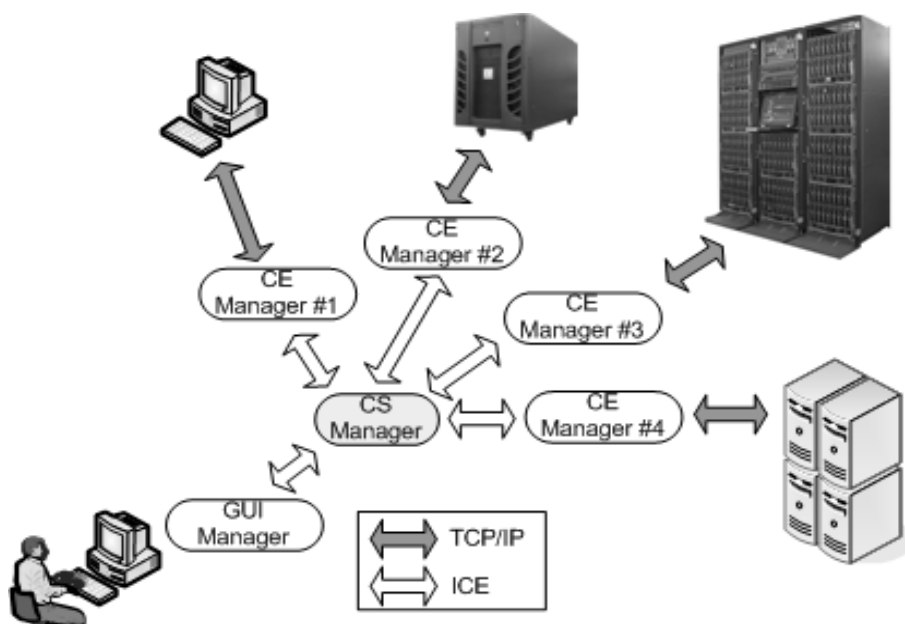 CE
Manager #2
CE
Manager #1
CE
Manager #3
CS
Manager
CE
Manager #4
GUI
Manager
TCP/IP
ICE